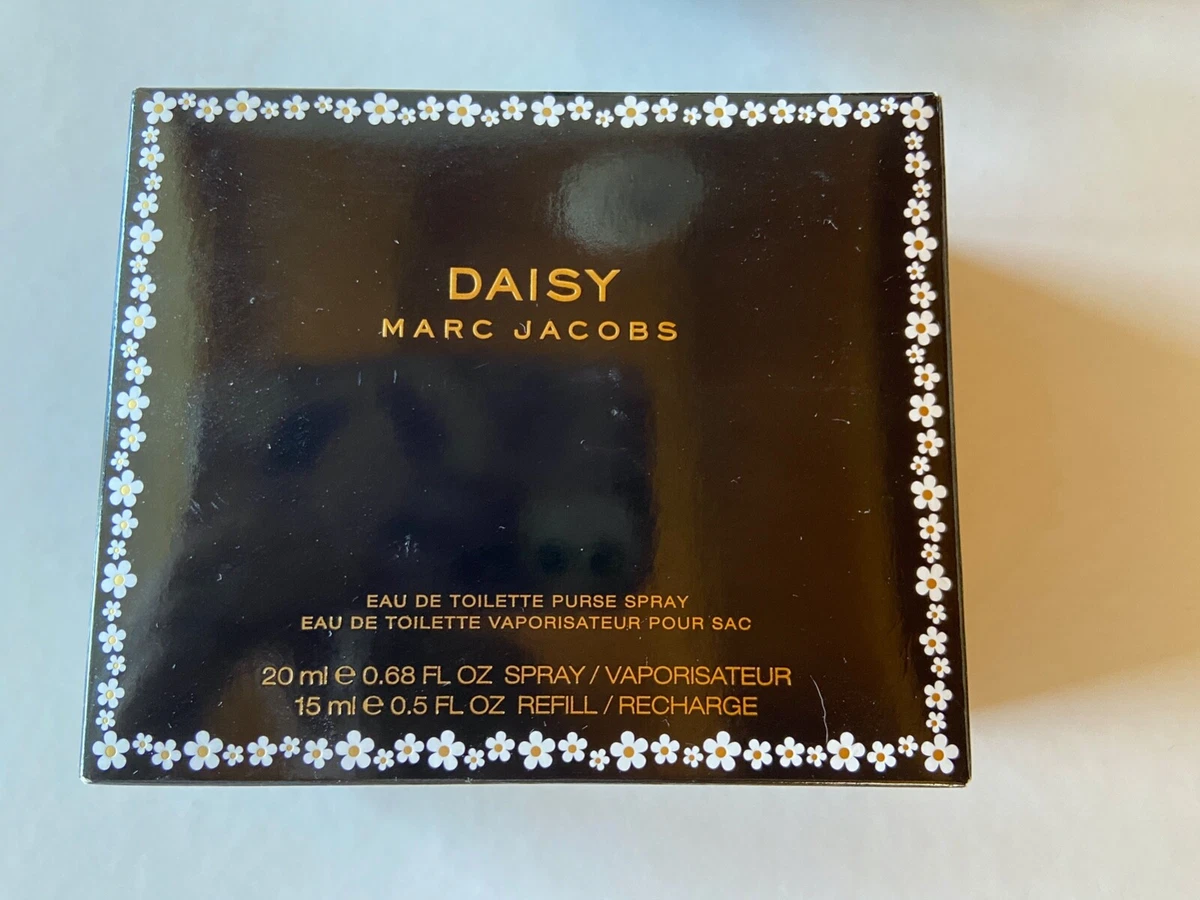 DAISY
MARC JACOBS
EAU DE TOILETTE PURSE SPRAY
EAU DE TOILETTE VAPORISATEUR POUR SAC
20 ml ℮ 0.68 FL OZ SPRAY / VAPORISATEUR
15 ml ℮ 0.5 FL OZ REFILL / RECHARGE